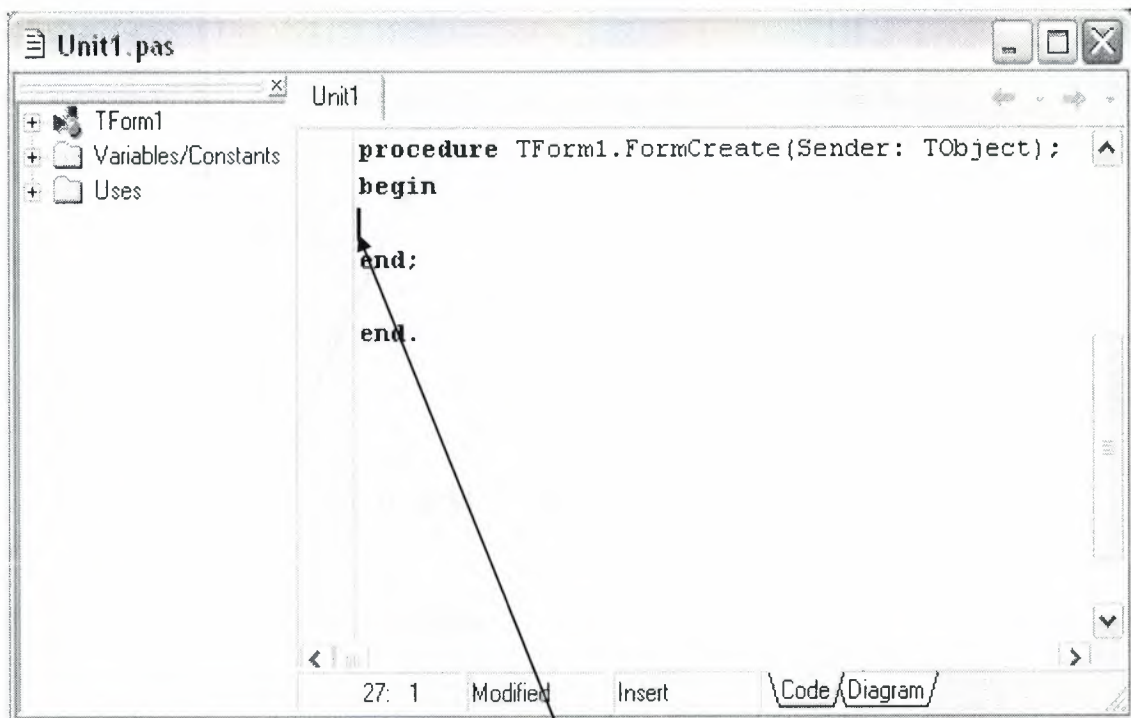 Unit1.pas
TForm1
Variables/Constants
Uses
Unit1
procedure TForm1.FormCreate(Sender: TObject);
begin
end;
end.
27: 1 Modified Insert Code Diagram